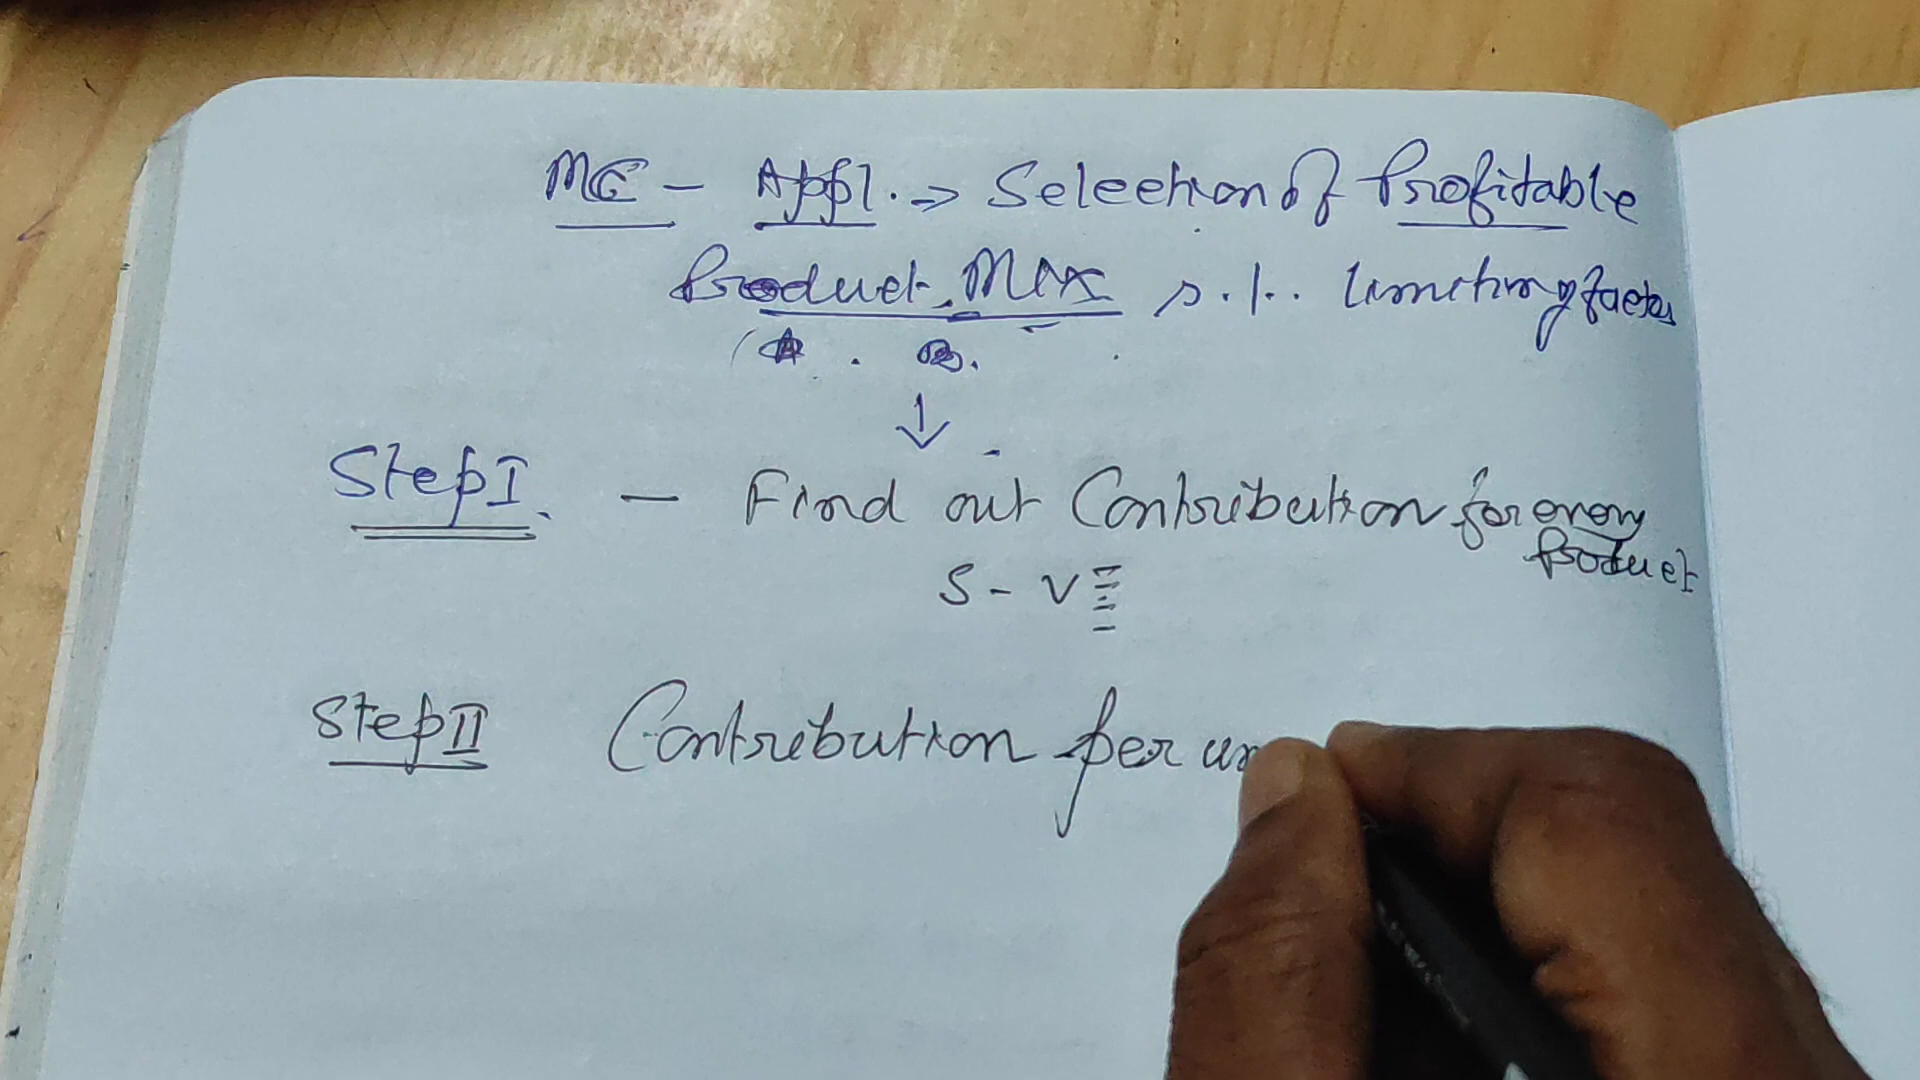 MC - Appl. => Selection of Profitable
Product Mix s.t. limiting factor
(A . B.
↓
Step I. - Find out Contribution for every
Product
S - V
Step II Contribution per un